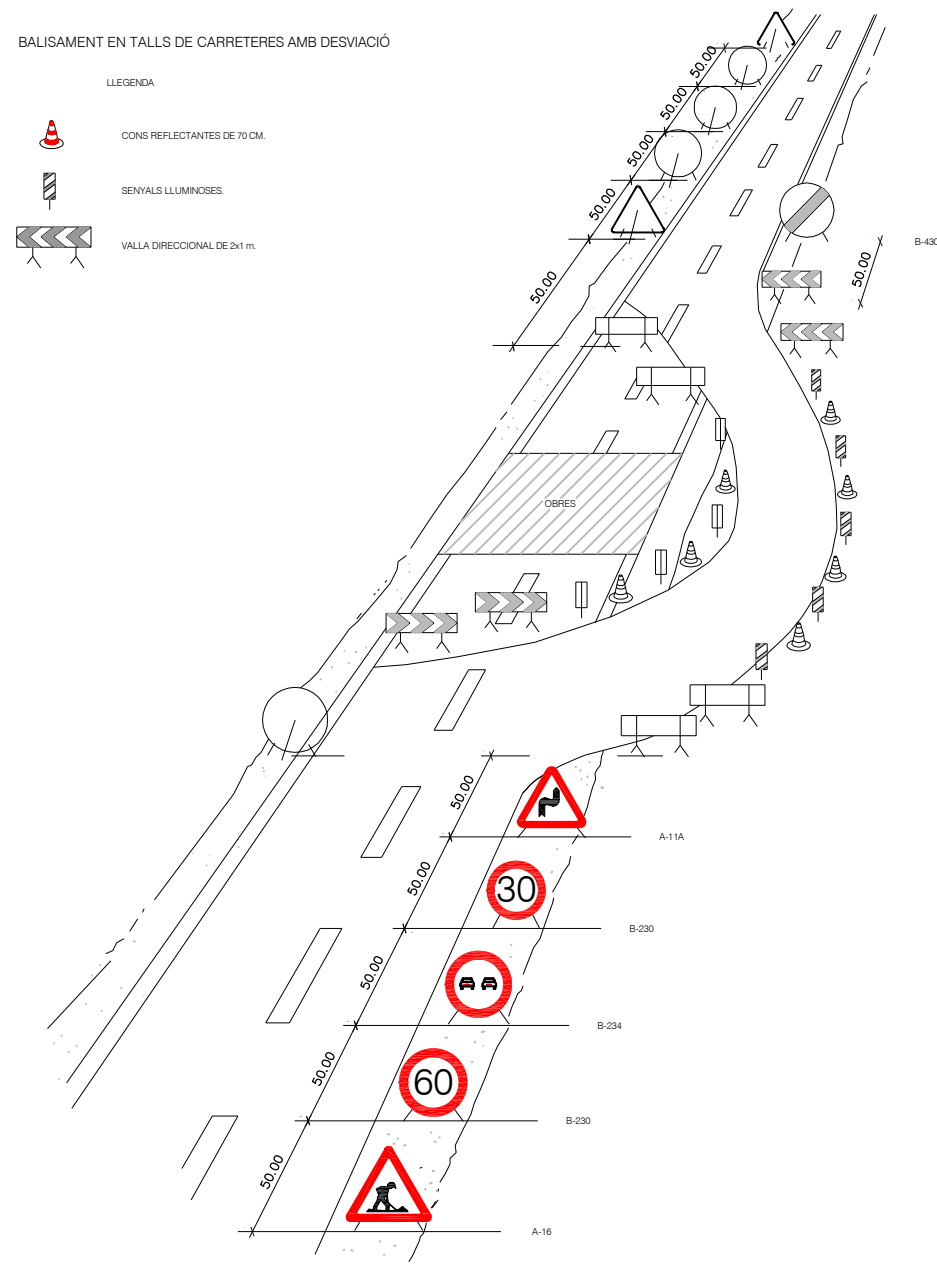 BALISAMENT EN TALLS DE CARRETERES AMB DESVIACIÓ
LLEGENDA
CONS REFLECTANTES DE 70 CM.
SENYALS LLUMINOSES.
VALLA DIRECCIONAL DE 2x1 m.
50.00
50.00
50.00
50.00
50.00
B-430
50.00
OBRES
50.00
A-11A
50.00
30
B-230
50.00
B-234
50.00
60
B-230
50.00
A-16